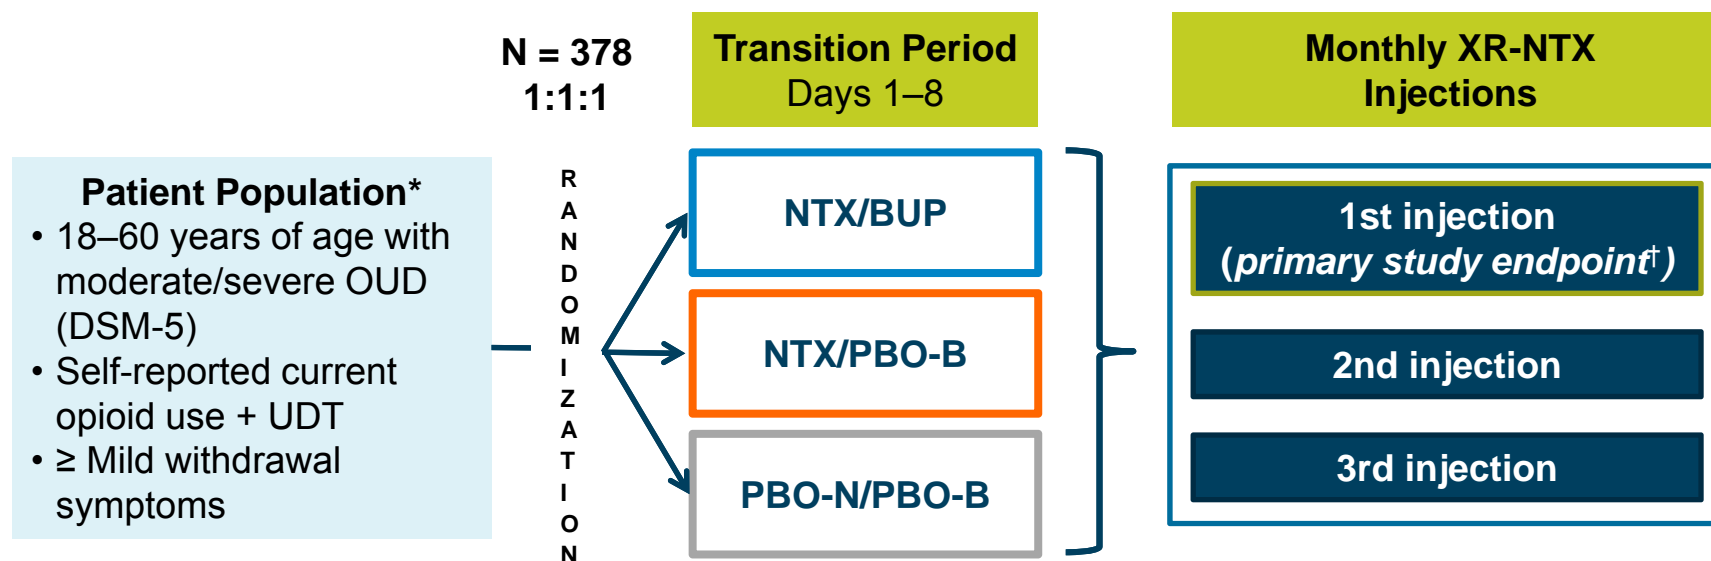 N = 378
1:1:1
Transition Period
Days 1–8
Monthly XR-NTX
Injections
Patient Population*
• 18–60 years of age with
moderate/severe OUD
(DSM-5)
• Self-reported current
opioid use + UDT
• ≥ Mild withdrawal
symptoms
RANDOMIZATION
NTX/BUP
NTX/PBO-B
PBO-N/PBO-B
1st injection
(primary study endpoint†)
2nd injection
3rd injection